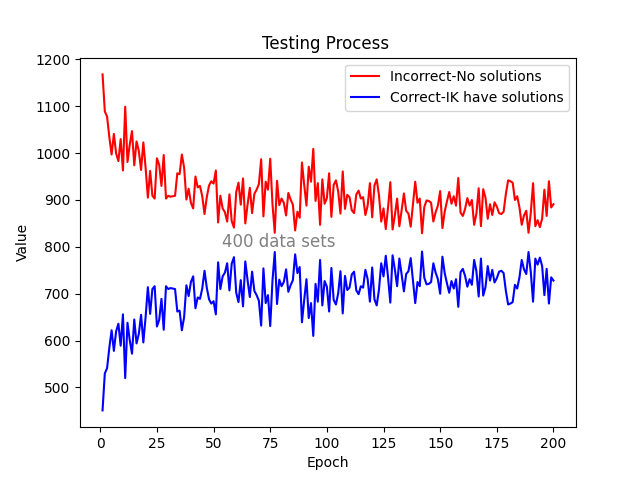 Testing Process
Incorrect-No solutions
Correct-IK have solutions
1200
1100
1000
900
800
700
600
500
Value
400 data sets
0
25
50
75
100
125
150
175
200
Epoch